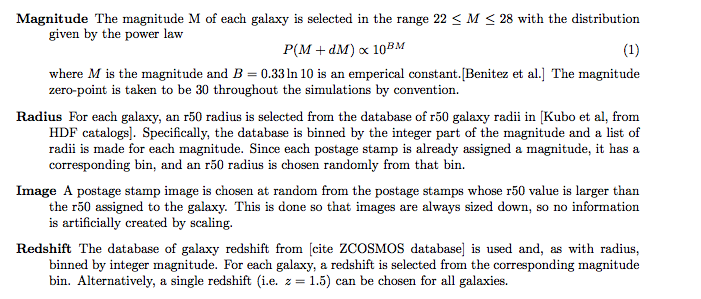 Magnitude The magnitude M of each galaxy is selected in the range 22 ≤ M ≤ 28 with the distribution
given by the power law
P(M + dM) ∝ 10^{BM} (1)
where M is the magnitude and B = 0.33 ln 10 is an emperical constant.[Benitez et al.] The magnitude
zero-point is taken to be 30 throughout the simulations by convention.
Radius For each galaxy, an r50 radius is selected from the database of r50 galaxy radii in [Kubo et al, from
HDF catalogs]. Specifically, the database is binned by the integer part of the magnitude and a list of
radii is made for each magnitude. Since each postage stamp is already assigned a magnitude, it has a
corresponding bin, and an r50 radius is chosen randomly from that bin.
Image A postage stamp image is chosen at random from the postage stamps whose r50 value is larger than
the r50 assigned to the galaxy. This is done so that images are always sized down, so no information
is artificially created by scaling.
Redshift The database of galaxy redshift from [cite ZCOSMOS database] is used and, as with radius,
binned by integer magnitude. For each galaxy, a redshift is selected from the corresponding magnitude
bin. Alternatively, a single redshift (i.e. z = 1.5) can be chosen for all galaxies.